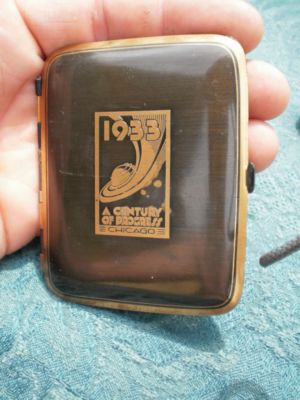 1933
A CENTURY
OF PROGRESS
CHICAGO